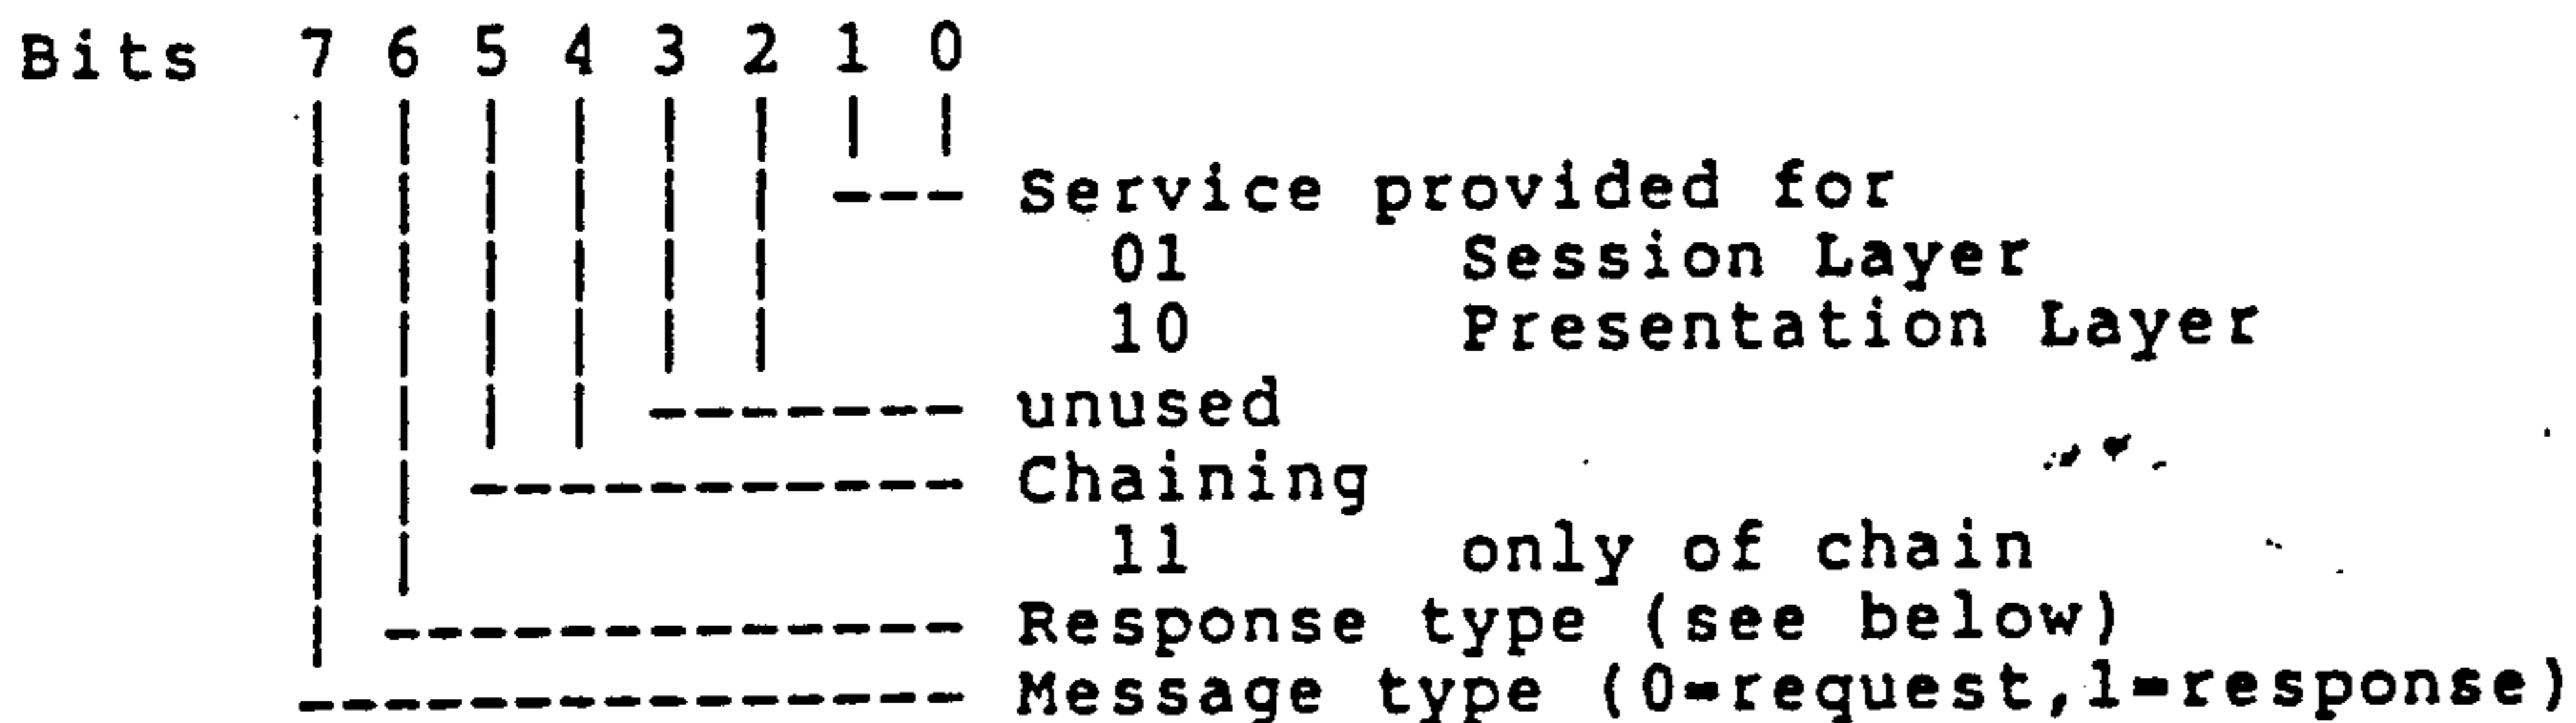 Bits 7 6 5 4 3 2 1 0
Service provided for
01 Session Layer
10 Presentation Layer
unused
Chaining
11 only of chain
Response type (see below)
Message type (0=request,1=response)